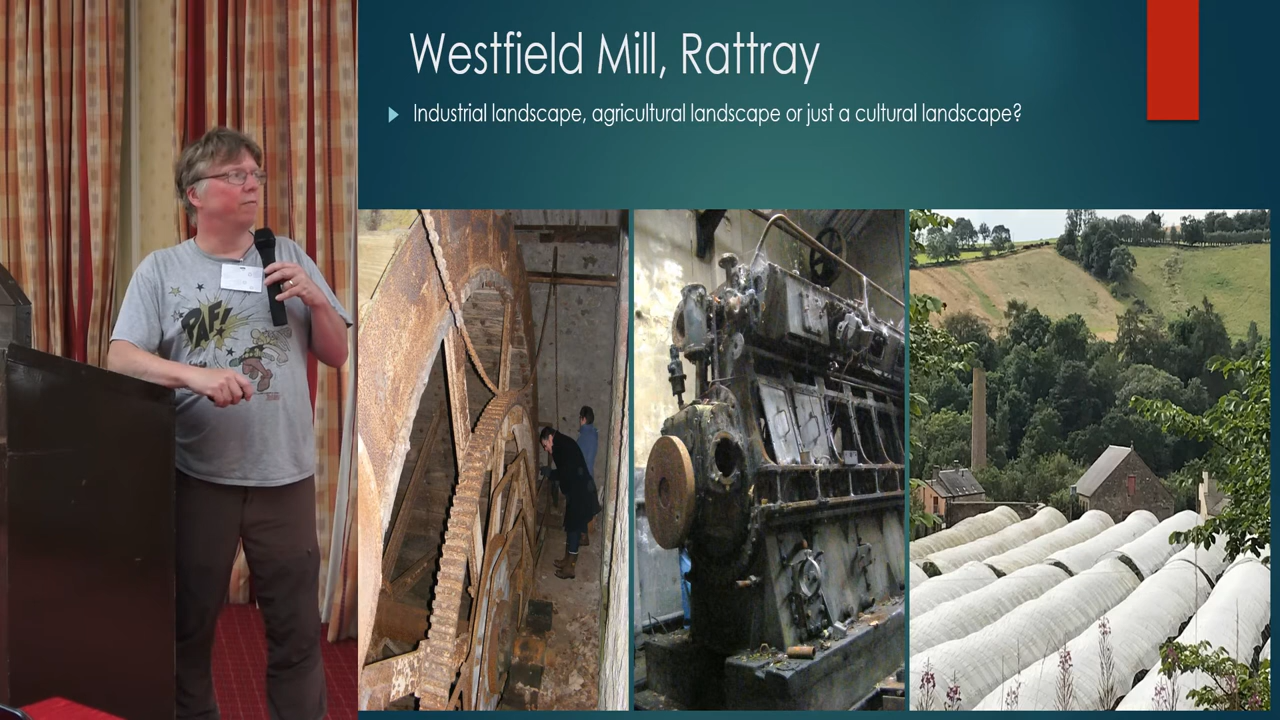 Westfield Mill, Rattray
Industrial landscape, agricultural landscape or just a cultural landscape?
PAF!